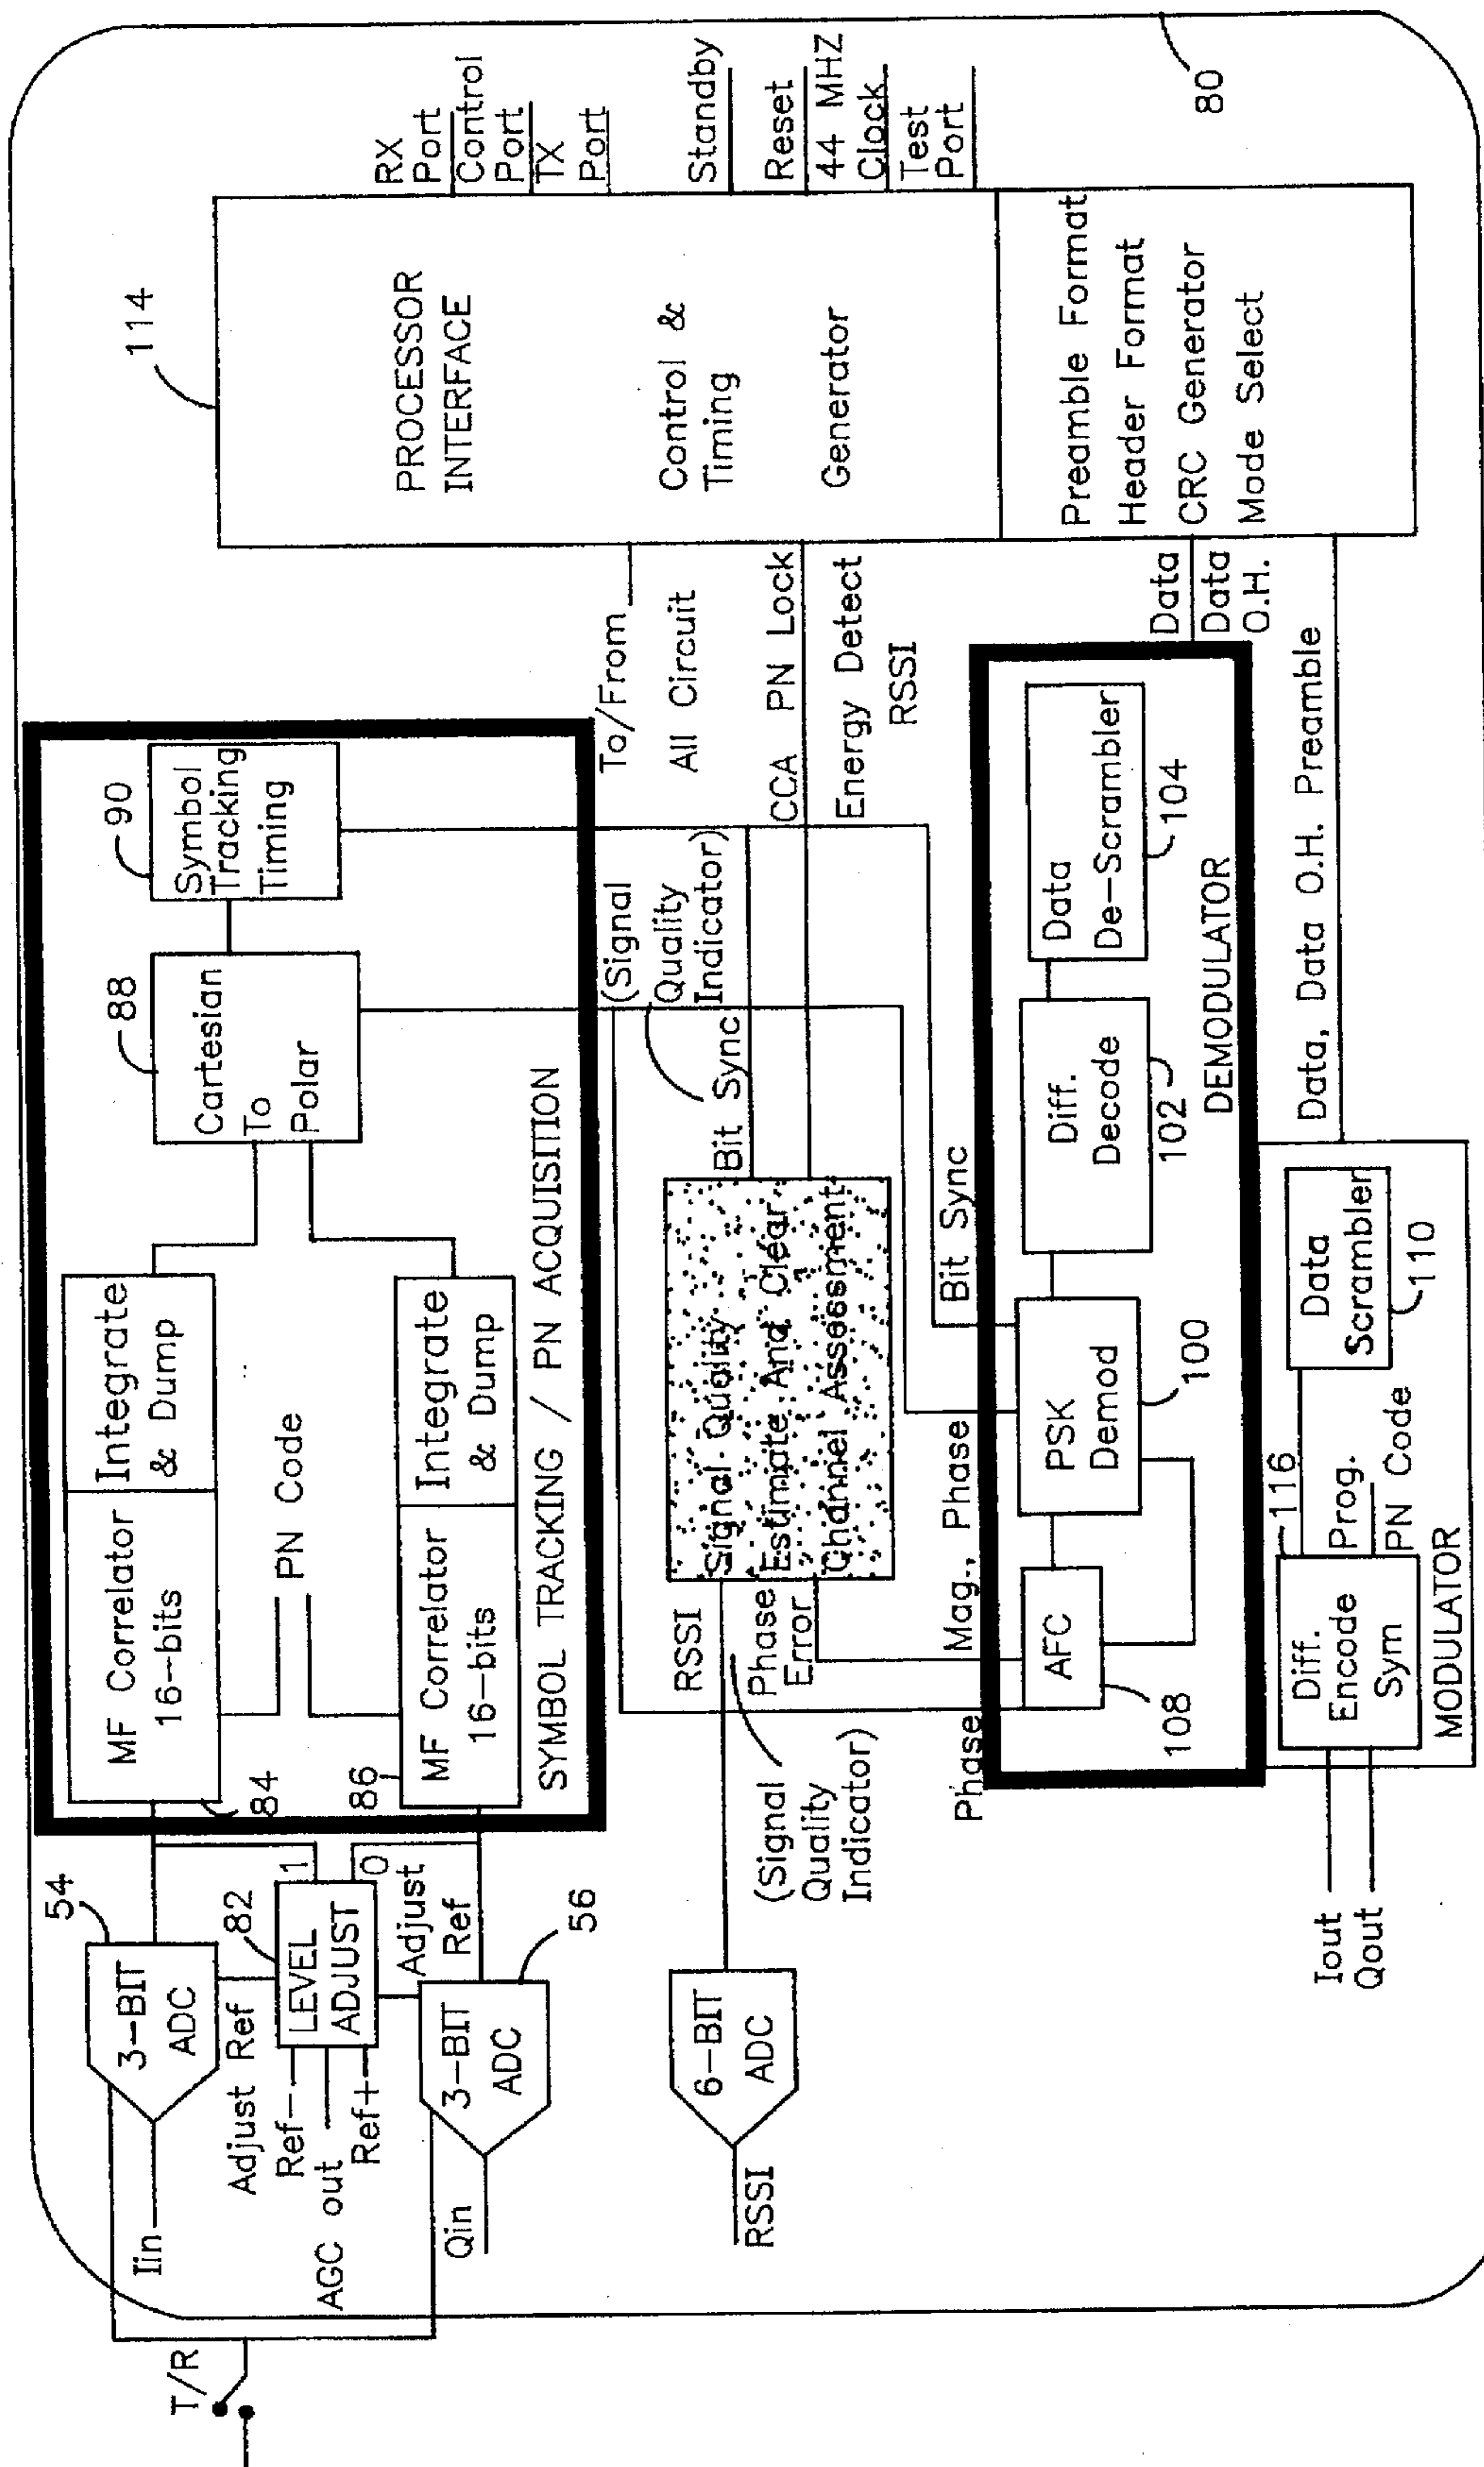 T/R
Iin
Adjust Ref
Ref-
AGC out
Ref+
Qin
54
3-BIT
ADC
82
LEVEL
ADJUST
1
0
Adjust
Ref
3-BIT
ADC
56
84
MF Correlator
16-bits
Integrate
& Dump
PN Code
86
MF Correlator
16-bits
Integrate
& Dump
88
Cartesian
To
Polar
90
Symbol
Tracking
Timing
SYMBOL TRACKING / PN ACQUISITION
RSSI
6-BIT
ADC
RSSI
(Signal
Quality
Indicator)
Phase
Error
Signal Quality
Estimate And Clear
Channel Assessment
Bit Sync
(Signal
Quality
Indicator)
To/From
All Circuit
CCA PN Lock
Energy Detect
RSSI
Phase
Mag., Phase
Bit Sync
AFC
108
PSK
Demod
100
Diff.
Decode
102
Data
De-Scrambler
104
DEMODULATOR
Data
Data
O.H.
Iout
Qout
Diff.
Encode
Sym
116
Prog.
PN Code
Data
Scrambler
110
MODULATOR
Data, Data O.H. Preamble
114
PROCESSOR
INTERFACE
Control &
Timing
Generator
Preamble Format
Header Format
CRC Generator
Mode Select
RX
Port
Control
Port
TX
Port
Standby
Reset
44 MHZ
Clock
Test
Port
80